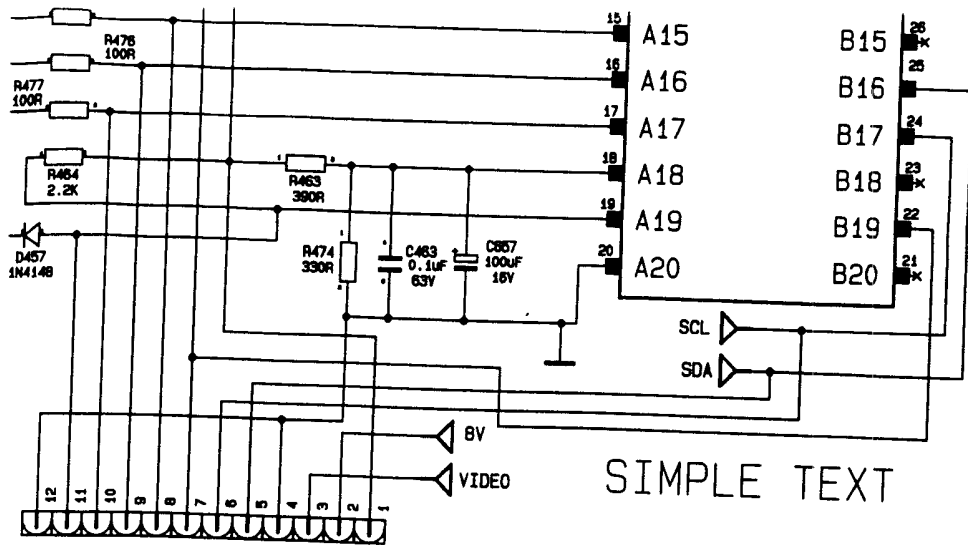 15
A15
B15
26
R476
100R
16
A16
B16
25
R477
100R
17
A17
B17
24
R464
2.2K
R463
390R
18
A18
B18
23
19
A19
B19
22
D457
1N4148
R474
330R
C463
0.1uF
63V
C657
100uF
16V
20
A20
B20
21
SCL
SDA
8V
VIDEO
SIMPLE TEXT
12
11
10
9
8
7
6
5
4
3
2
1